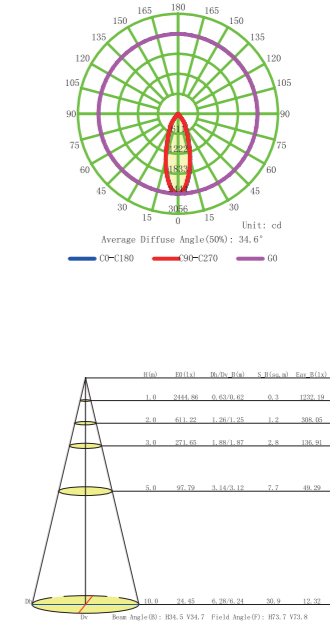 180
165 165
150 150
135 135
120 120
105 105
90 90
75 75
60 60
45 45
30 30
15 0 15
611
1222
1833
3056
Unit: cd
Average Diffuse Angle(50%): 34.6°
C0-C180 C90-C270 G0
H(m) E0(lx) Dh/Dv_B(m) S_B(sq.m) Eav_B(lx)
1.0 2444.86 0.63/0.62 0.3 1232.19
2.0 611.22 1.26/1.25 1.2 308.05
3.0 271.65 1.88/1.87 2.8 136.91
5.0 97.79 3.14/3.12 7.7 49.29
Dh 10.0 24.45 6.28/6.24 30.9 12.32
Dv Beam Angle(B): H34.5 V34.7 Field Angle(F): H73.7 V73.8